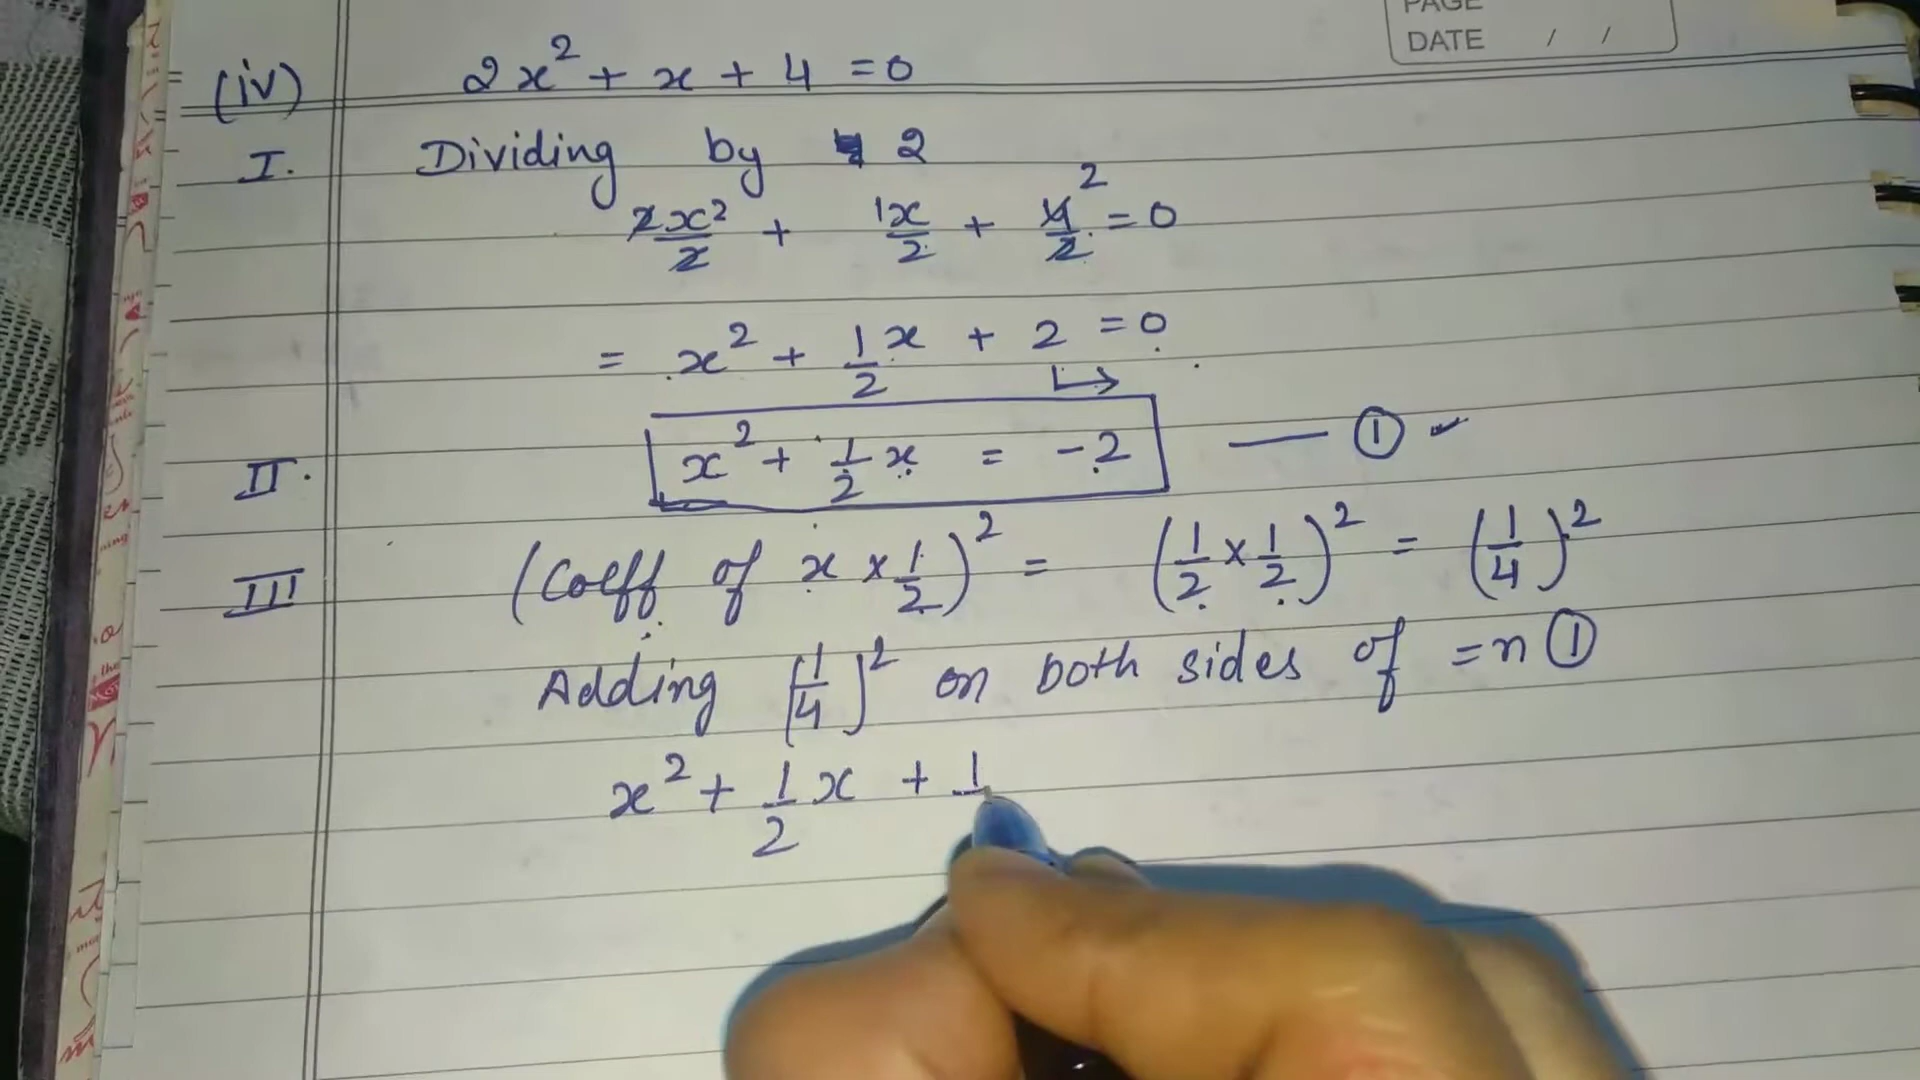 PAGE
DATE / /
(iv) 2x² + x + 4 = 0
I. Dividing by 2
2x²/2 + 1x/2 + 4/2 2 = 0
= x² + 1/2 x + 2 = 0
II. x² + 1/2 x = -2 —— ①
III (Coeff of x × 1/2)² = (1/2 × 1/2)² = (1/4)²
Adding (1/4)² on both sides of =n ①
x² + 1/2 x + 1